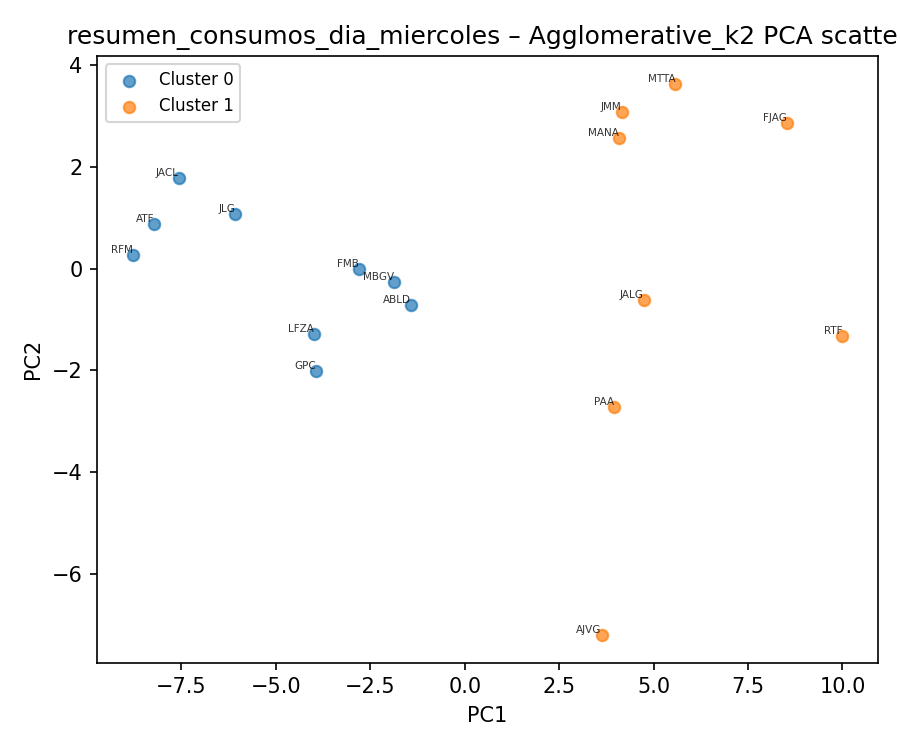 resumen_consumos_dia_miercoles – Agglomerative_k2 PCA scatte
Cluster 0
Cluster 1
MTTA
JMM
FJAG
MANA
JACL
JLG
ATF
RFM
FMB
MBGV
ABLD
JALG
LFZA
RTF
GPC
PAA
AJVG
4
2
0
−2
−4
−6
PC2
−7.5
−5.0
−2.5
0.0
2.5
5.0
7.5
10.0
PC1